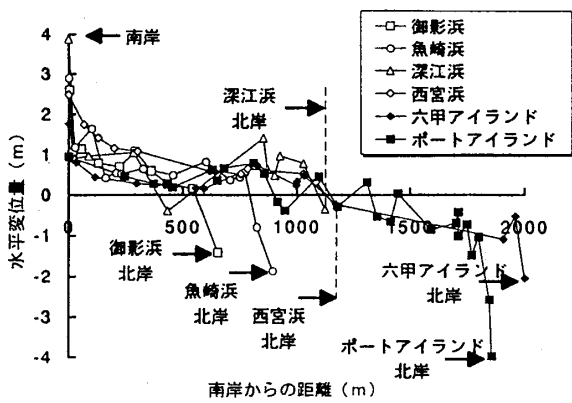 御影浜
魚崎浜
深江浜
西宮浜
六甲アイランド
ポートアイランド
南岸
深江浜
北岸
水平変位量（m）
4
3
2
1
0
-1
-2
-3
-4
0
500
1000
1500
2000
御影浜
北岸
魚崎浜
北岸
西宮浜
北岸
六甲アイランド
北岸
ポートアイランド
北岸
南岸からの距離（m）